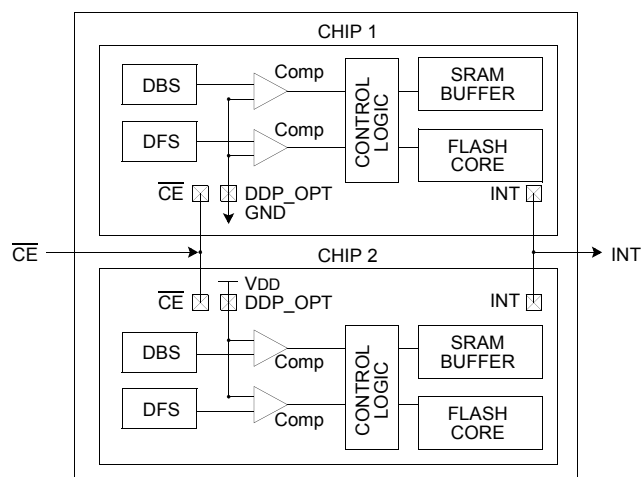 CHIP 1
DBS
Comp
CONTROL
LOGIC
SRAM
BUFFER
DFS
Comp
FLASH
CORE
CE
DDP_OPT
GND
INT
CE
INT
CHIP 2
CE
VDD
DDP_OPT
INT
DBS
Comp
CONTROL
LOGIC
SRAM
BUFFER
DFS
Comp
FLASH
CORE